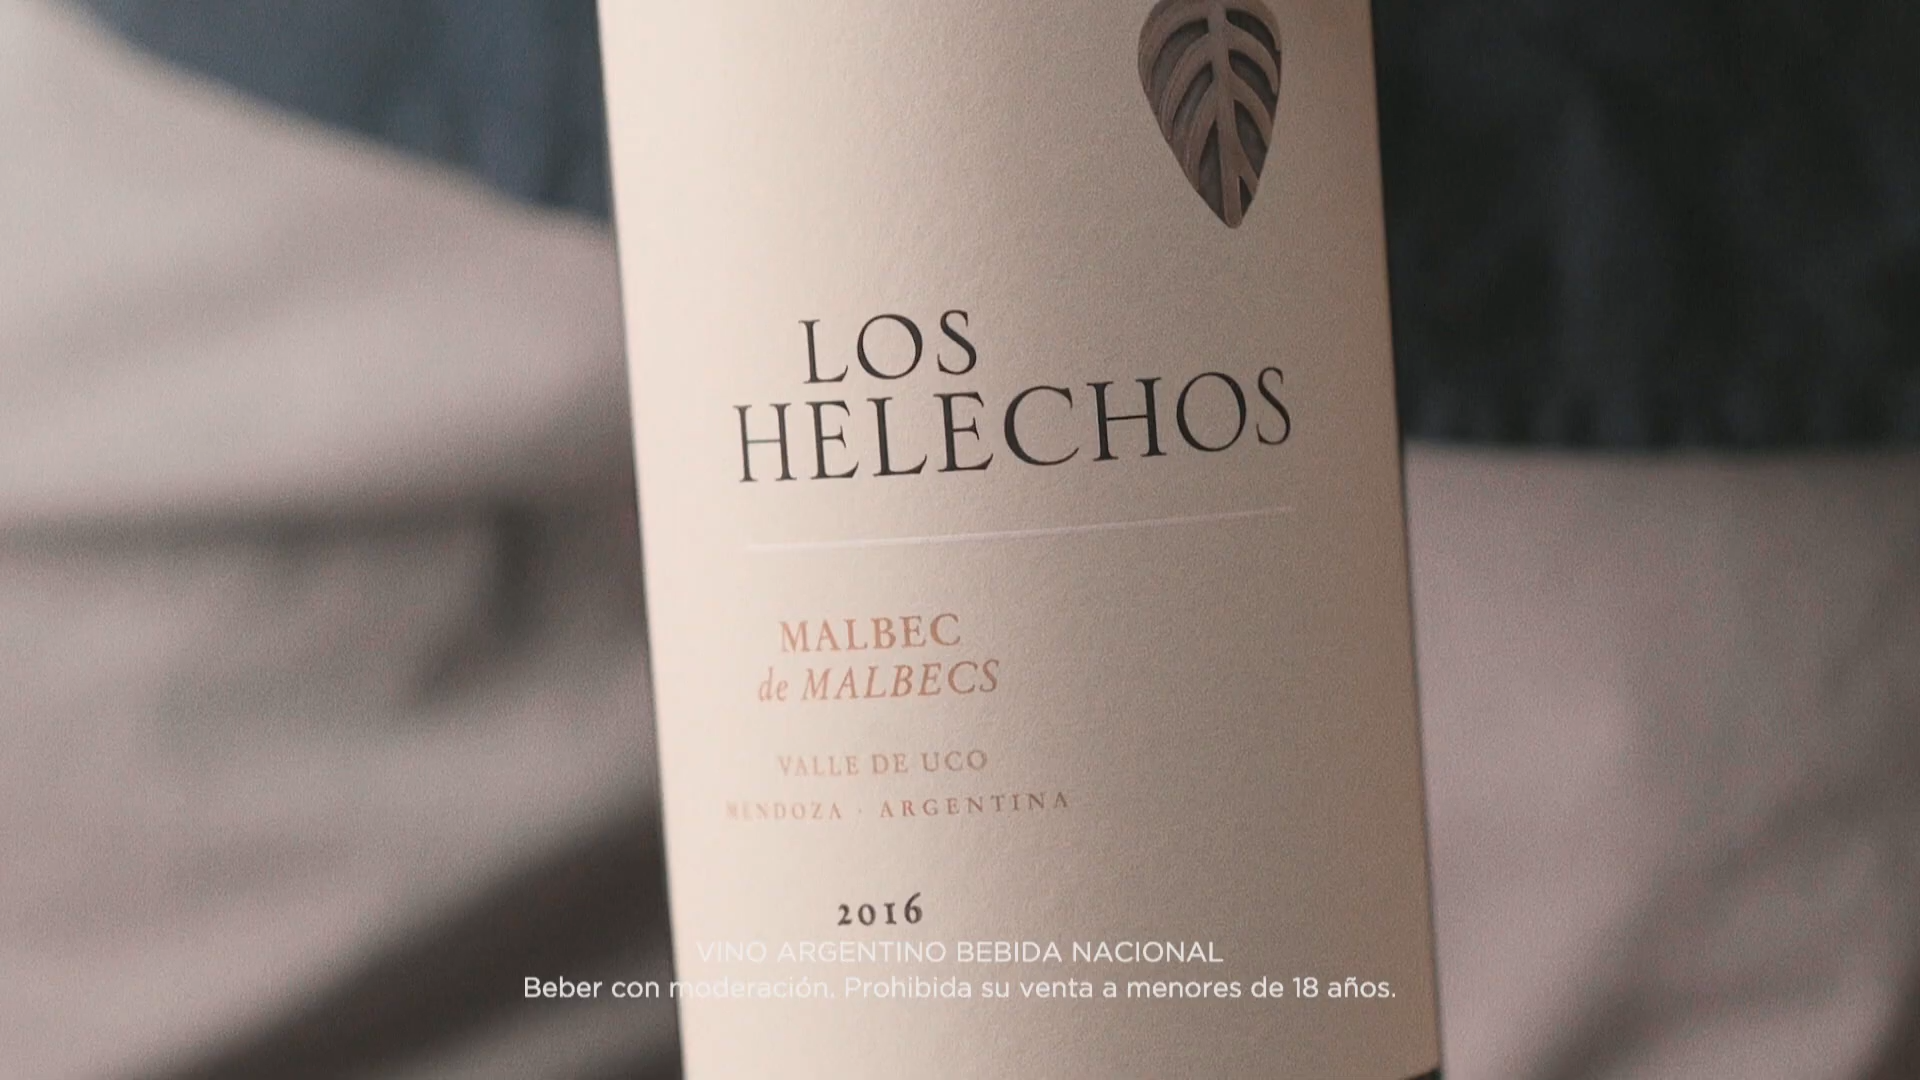 LOS
HELECHOS
MALBEC
de MALBECS
VALLE DE UCO
MENDOZA · ARGENTINA
2016
VINO ARGENTINO BEBIDA NACIONAL
Beber con moderación. Prohibida su venta a menores de 18 años.